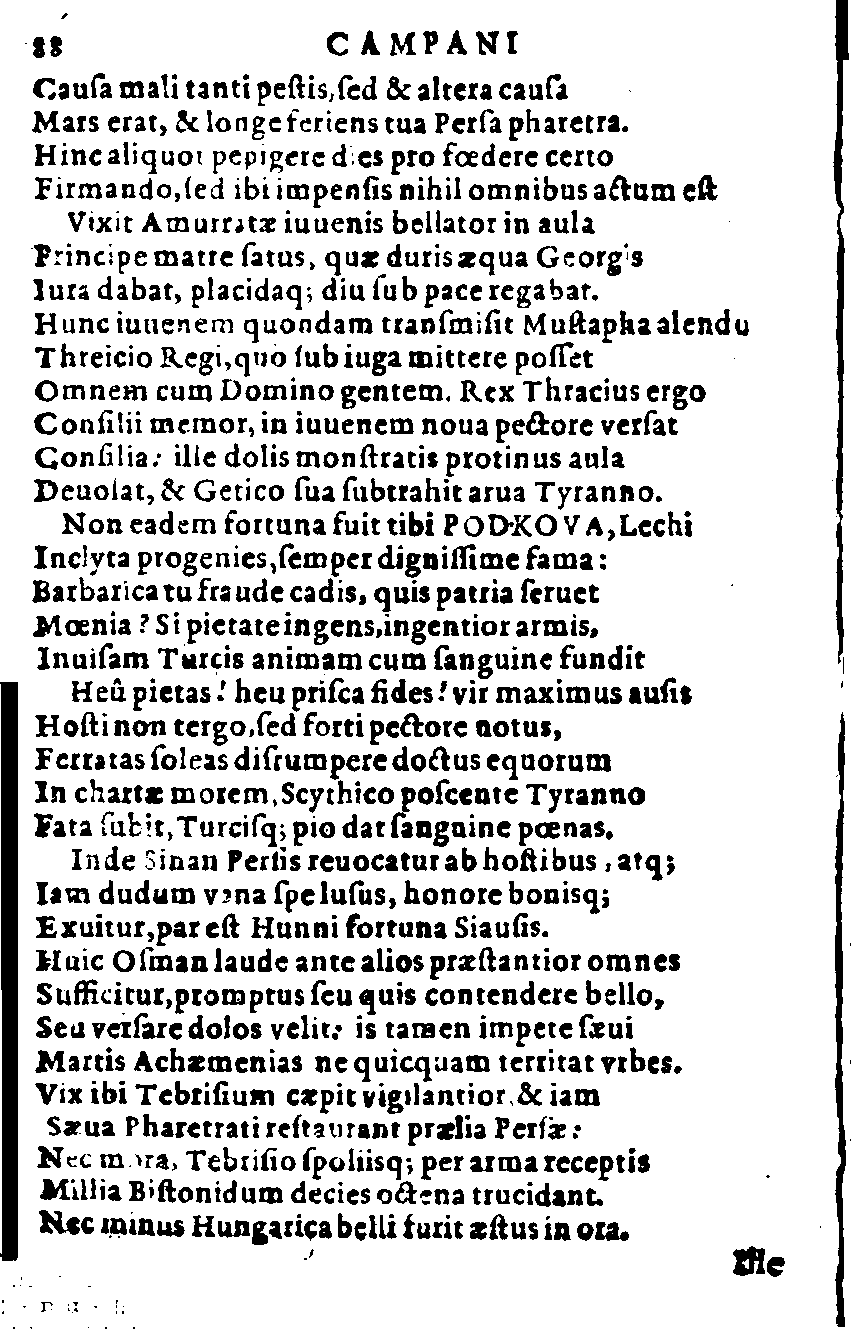 88 CAMPANI
Cauſa mali tanti peſtis, ſed & altera cauſa
Mars erat, & longe feriens tua Perſa pharetra.
Hinc aliquot pepigere dies pro fœdere certo
Firmando, ſed ibi impenſis nihil omnibus actum eſt
Vixit Amurratæ iuuenis bellator in aula
Principe matre ſatus, quæ duris æqua Georgis
Iura dabat, placidaq; diu ſub pace regabat.
Hunc iuuenem quondam tranſmiſit Muſtapha alendu
Threicio Regi, quo ſub iuga mittere poſſet
Omnem cum Domino gentem. Rex Thracius ergo
Conſilii memor, in iuuenem noua pectore verſat
Conſilia: ille dolis monſtratis protinus aula
Deuolat, & Getico ſua ſubtrahit arua Tyranno.
Non eadem fortuna fuit tibi PODKOVA, Lechi
Inclyta progenies, ſemper digniſſime fama:
Barbarica tu fraude cadis, quis patria ſeruet
Mœnia? Si pietate ingens, ingentior armis,
Inuiſam Turcis animam cum ſanguine fundit
Heû pietas! heu priſca fides! vir maximus auſis
Hoſti non tergo, ſed forti pectore notus,
Ferratas ſoleas diſrumpere doctus equorum
In chartæ morem, Scythico poſcente Tyranno
Fata ſubit, Turciſq; pio dat ſanguine pœnas.
Inde Sinan Perſis reuocatur ab hoſtibus, atq;
Iam dudum vana ſpe luſus, honore boniſq;
Exuitur, par eſt Hunni fortuna Siauſis.
Huic Oſman laude ante alios præſtantior omnes
Sufficitur, promptus ſeu quis contendere bello,
Seu verſare dolos velit: is tamen impete ſæui
Martis Achæmenias ne quicquam territat vrbes.
Vix ibi Tebriſium cæpit vigilantior, & iam
Sæua Pharetrati reſtaurant prælia Perſæ:
Nec mora, Tebriſio ſpoliisq; per arma receptis
Millia Biſtonidum decies octena trucidant.
Nec minus Hungarica belli furit æſtus in ora.
Ille